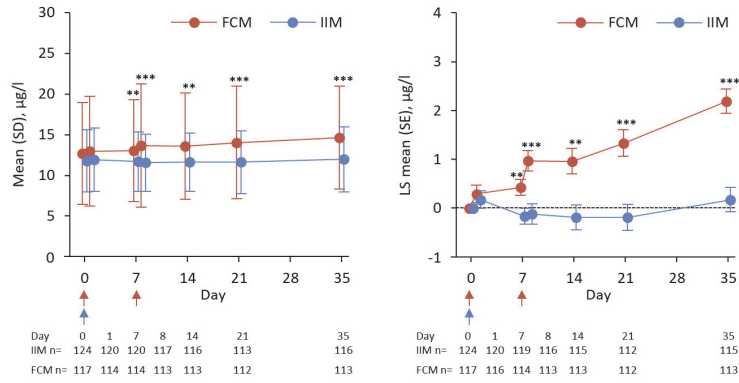 FCM IIM
Mean (SD), µg/l
30
25
20
15
10
5
0
** *** ** *** ***
0 7 14 21 28 35
Day
Day 0 1 7 8 14 21 35
IIM n= 124 120 120 117 116 113 116
FCM n= 117 114 114 113 113 112 113
FCM IIM
LS mean (SE), µg/l
4
3
2
1
0
-1
** *** ** *** ***
0 7 14 21 28 35
Day
Day 0 1 7 8 14 21 35
IIM n= 124 120 119 116 115 112 115
FCM n= 117 116 114 113 113 112 113